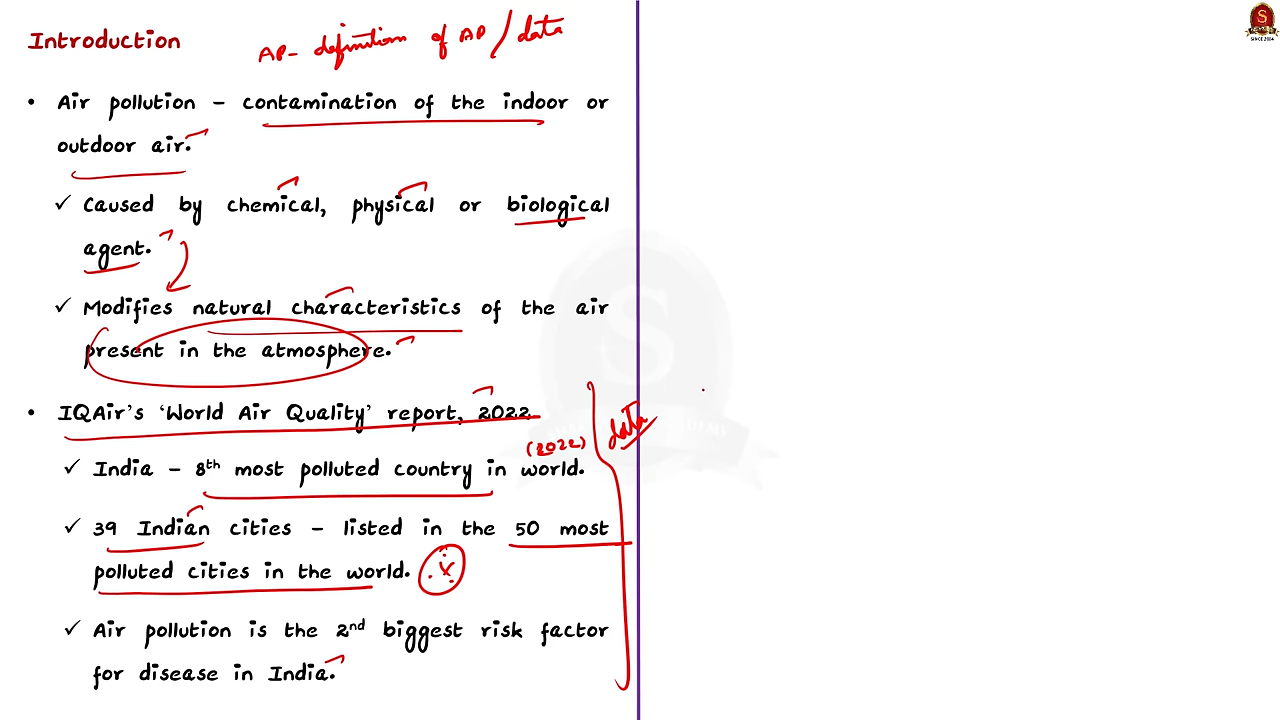 Introduction
AP- definition of AP / data
• Air pollution – contamination of the indoor or
outdoor air.
✓ Caused by chemical, physical or biological
agent.
✓ Modifies natural characteristics of the air
present in the atmosphere.
• IQAir's 'World Air Quality' report, 2022
(2022)
data
✓ India – 8th most polluted country in world.
✓ 39 Indian cities – listed in the 50 most
polluted cities in the world.
✓ Air pollution is the 2nd biggest risk factor
for disease in India.
S
SINCE 2004